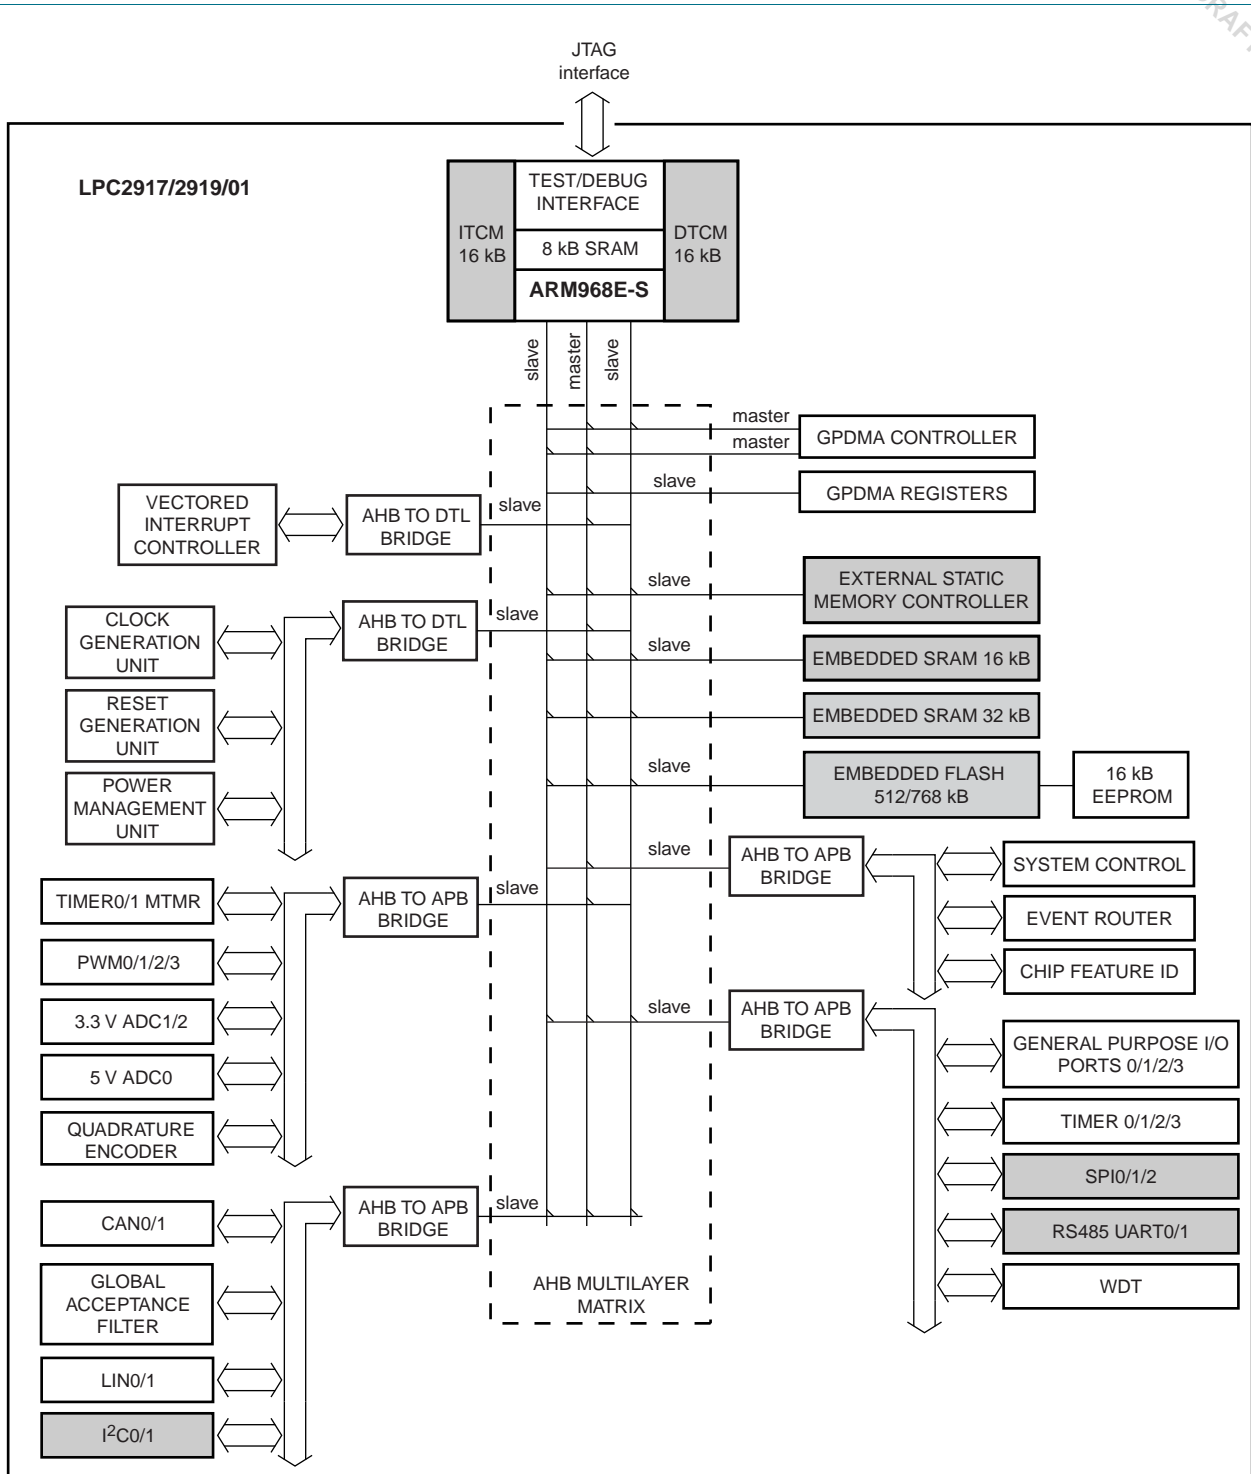 JTAG
interface
LPC2917/2919/01
TEST/DEBUG
INTERFACE
ITCM
16 kB
8 kB SRAM
DTCM
16 kB
ARM968E-S
slave
master
slave
master
GPDMA CONTROLLER
master
slave
GPDMA REGISTERS
VECTORED
INTERRUPT
CONTROLLER
AHB TO DTL
BRIDGE
slave
slave
EXTERNAL STATIC
MEMORY CONTROLLER
CLOCK
GENERATION
UNIT
AHB TO DTL
BRIDGE
slave
slave
EMBEDDED SRAM 16 kB
RESET
GENERATION
UNIT
slave
EMBEDDED SRAM 32 kB
POWER
MANAGEMENT
UNIT
slave
EMBEDDED FLASH
512/768 kB
16 kB
EEPROM
slave
AHB TO APB
BRIDGE
SYSTEM CONTROL
EVENT ROUTER
CHIP FEATURE ID
TIMER0/1 MTMR
AHB TO APB
BRIDGE
slave
PWM0/1/2/3
3.3 V ADC1/2
5 V ADC0
QUADRATURE
ENCODER
slave
AHB TO APB
BRIDGE
GENERAL PURPOSE I/O
PORTS 0/1/2/3
TIMER 0/1/2/3
SPI0/1/2
RS485 UART0/1
WDT
CAN0/1
AHB TO APB
BRIDGE
slave
GLOBAL
ACCEPTANCE
FILTER
LIN0/1
I2C0/1
AHB MULTILAYER
MATRIX